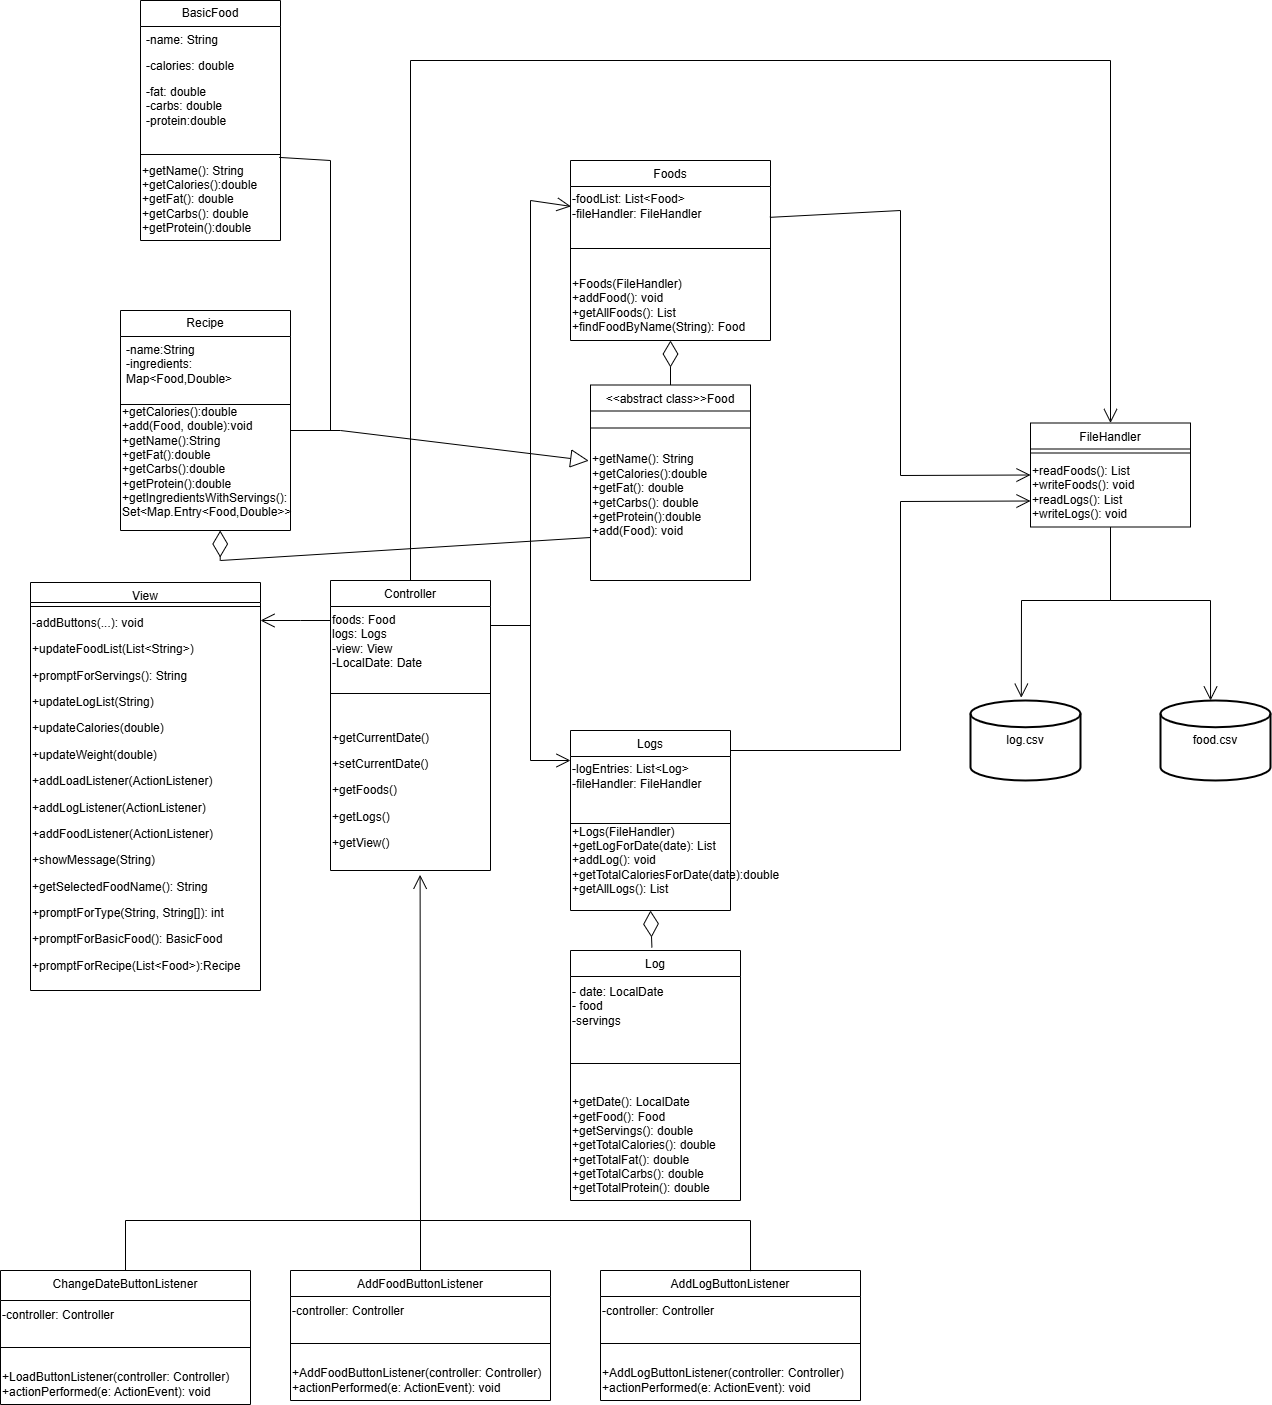 BasicFood
-name: String
-calories: double
-fat: double
-carbs: double
-protein:double
+getName(): String
+getCalories():double
+getFat(): double
+getCarbs(): double
+getProtein():double
Foods
-foodList: List<Food>
-fileHandler: FileHandler
+Foods(FileHandler)
+addFood(): void
+getAllFoods(): List
+findFoodByName(String): Food
Recipe
-name:String
-ingredients:
Map<Food,Double>
+getCalories():double
+add(Food, double):void
+getName():String
+getFat():double
+getCarbs():double
+getProtein():double
+getIngredientsWithServings():
Set<Map.Entry<Food,Double>>
<<abstract class>>Food
+getName(): String
+getCalories():double
+getFat(): double
+getCarbs(): double
+getProtein():double
+add(Food): void
FileHandler
+readFoods(): List
+writeFoods(): void
+readLogs(): List
+writeLogs(): void
View
-addButtons(...): void
+updateFoodList(List<String>)
+promptForServings(): String
+updateLogList(String)
+updateCalories(double)
+updateWeight(double)
+addLoadListener(ActionListener)
+addLogListener(ActionListener)
+addFoodListener(ActionListener)
+showMessage(String)
+getSelectedFoodName(): String
+promptForType(String, String[]): int
+promptForBasicFood(): BasicFood
+promptForRecipe(List<Food>):Recipe
Controller
foods: Food
logs: Logs
-view: View
-LocalDate: Date
+getCurrentDate()
+setCurrentDate()
+getFoods()
+getLogs()
+getView()
log.csv
food.csv
Logs
-logEntries: List<Log>
-fileHandler: FileHandler
+Logs(FileHandler)
+getLogForDate(date): List
+addLog(): void
+getTotalCaloriesForDate(date):double
+getAllLogs(): List
Log
- date: LocalDate
- food
-servings
+getDate(): LocalDate
+getFood(): Food
+getServings(): double
+getTotalCalories(): double
+getTotalFat(): double
+getTotalCarbs(): double
+getTotalProtein(): double
ChangeDateButtonListener
-controller: Controller
+LoadButtonListener(controller: Controller)
+actionPerformed(e: ActionEvent): void
AddFoodButtonListener
-controller: Controller
+AddFoodButtonListener(controller: Controller)
+actionPerformed(e: ActionEvent): void
AddLogButtonListener
-controller: Controller
+AddLogButtonListener(controller: Controller)
+actionPerformed(e: ActionEvent): void